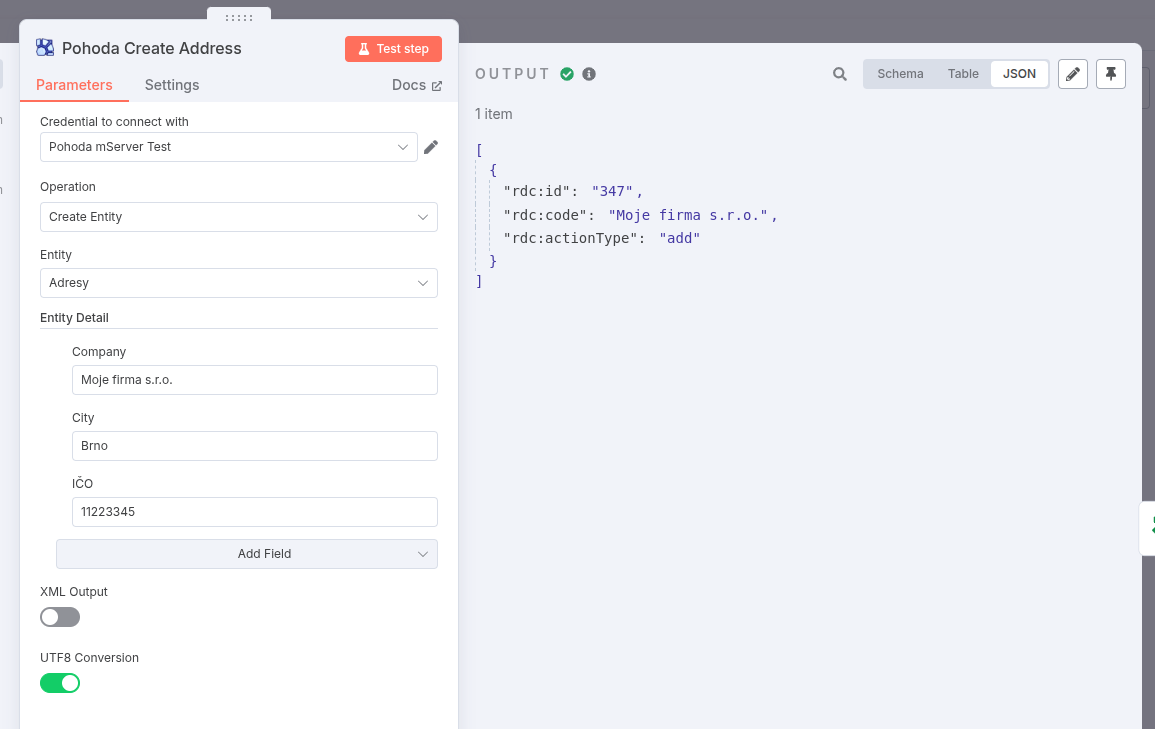 Pohoda Create Address
Test step
Parameters
Settings
Docs
Credential to connect with
Pohoda mServer Test
Operation
Create Entity
Entity
Adresy
Entity Detail
Company
Moje firma s.r.o.
City
Brno
IČO
11223345
Add Field
XML Output
UTF8 Conversion
OUTPUT
Schema
Table
JSON
1 item
[
{
"rdc:id": "347",
"rdc:code": "Moje firma s.r.o.",
"rdc:actionType": "add"
}
]